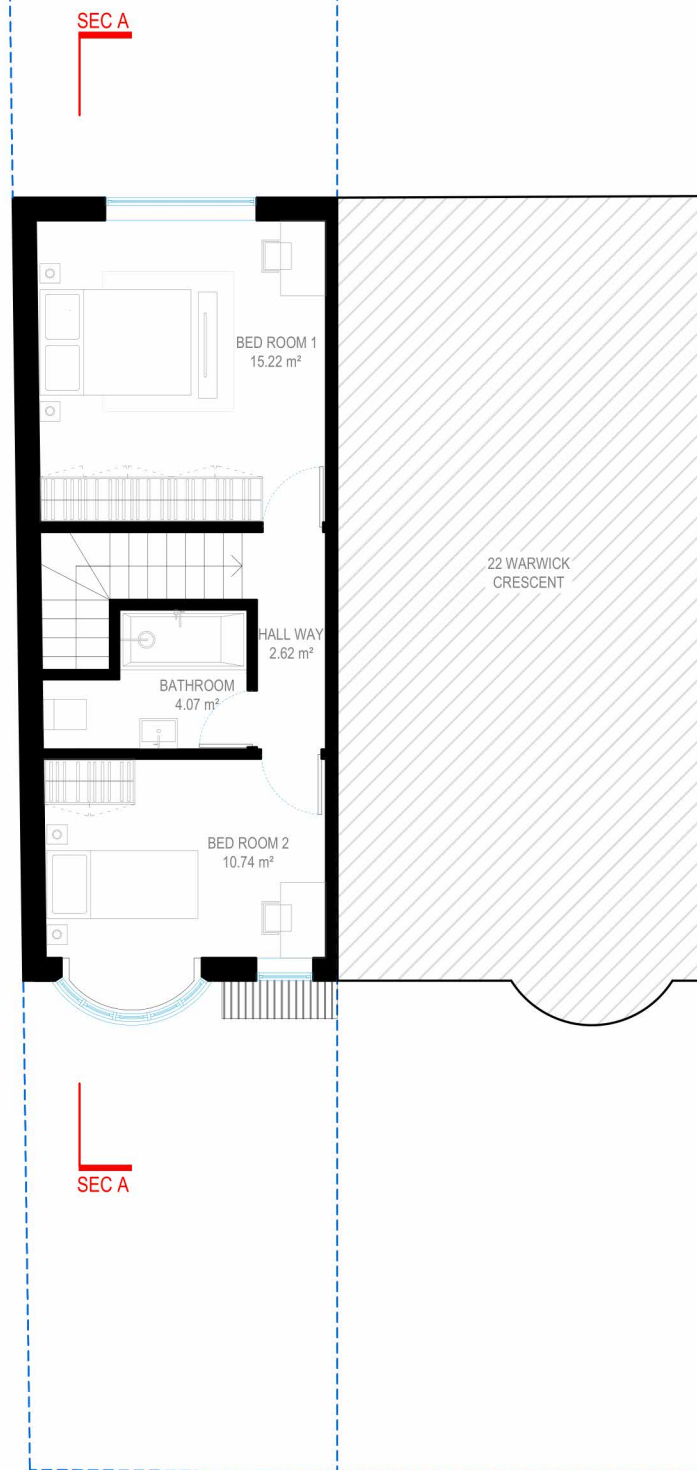 SEC A
BED ROOM 1
15.22 m²
22 WARWICK
CRESCENT
HALL WAY
2.62 m²
BATHROOM
4.07 m²
BED ROOM 2
10.74 m²
SEC A